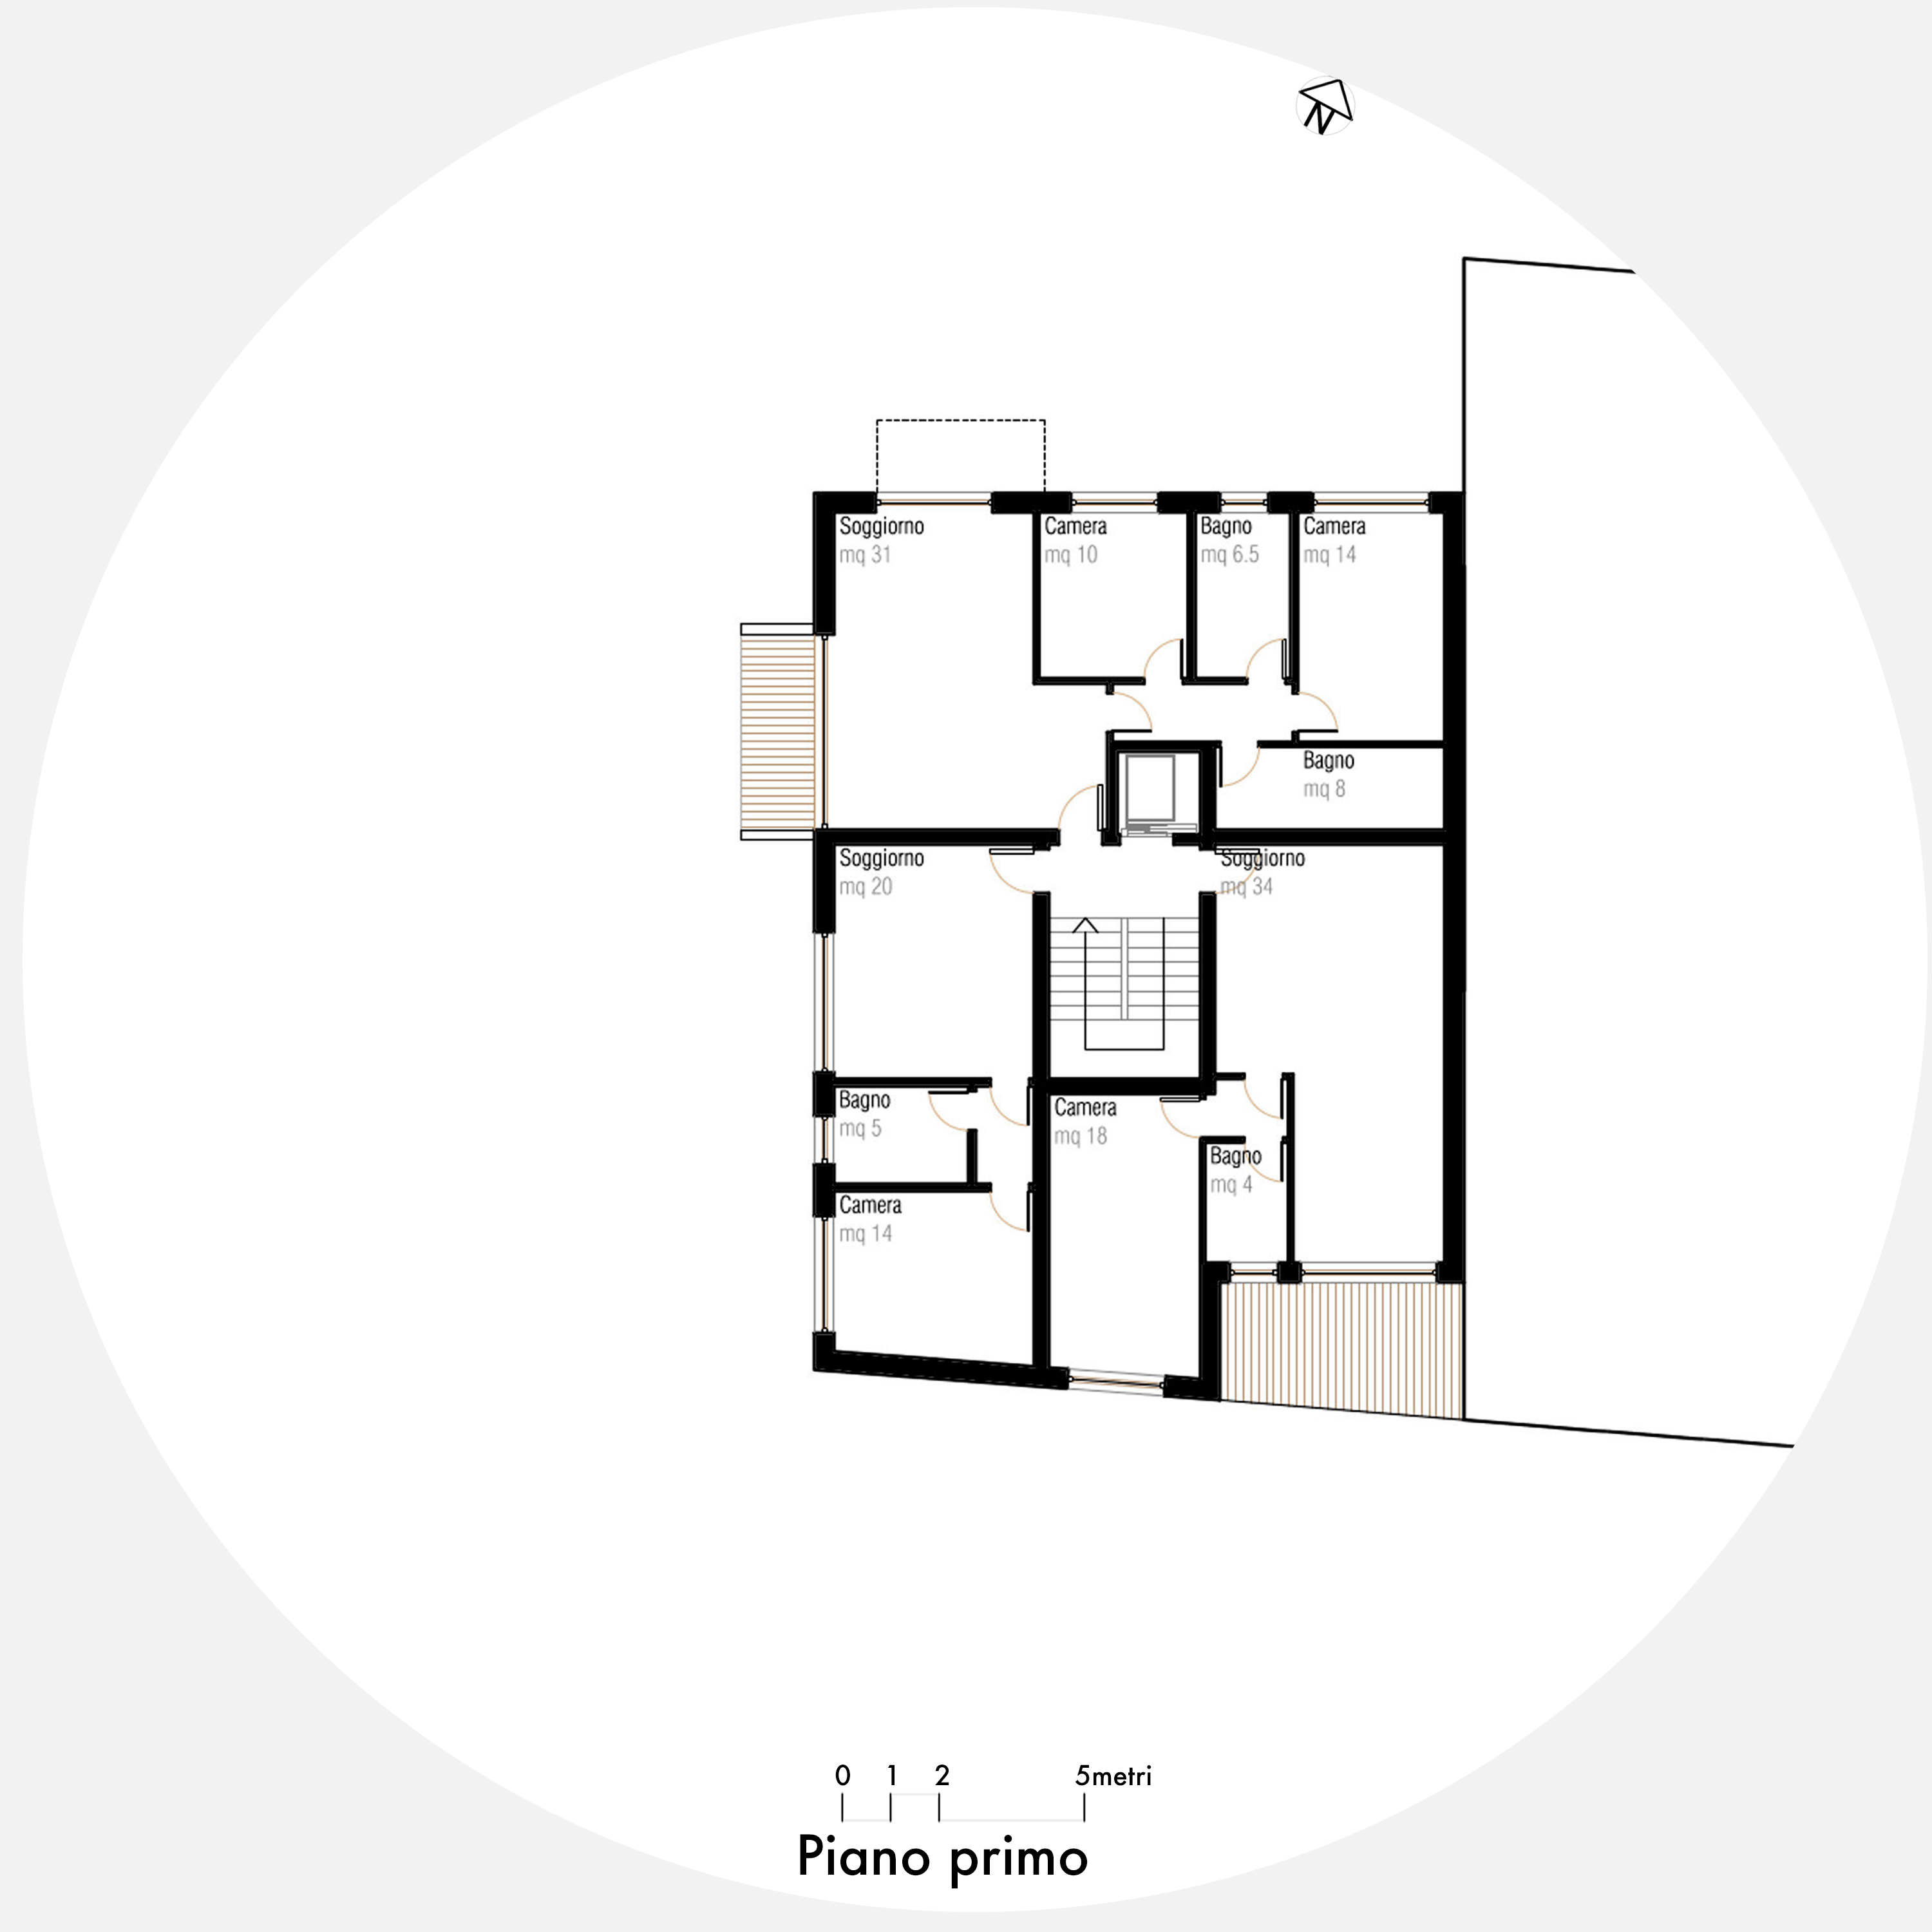 N
Soggiorno
mq 31
Camera
mq 10
Bagno
mq 6.5
Camera
mq 14
Bagno
mq 8
Soggiorno
mq 20
Soggiorno
mq 34
Bagno
mq 5
Camera
mq 18
Bagno
mq 4
Camera
mq 14
0 1 2 5metri
Piano primo